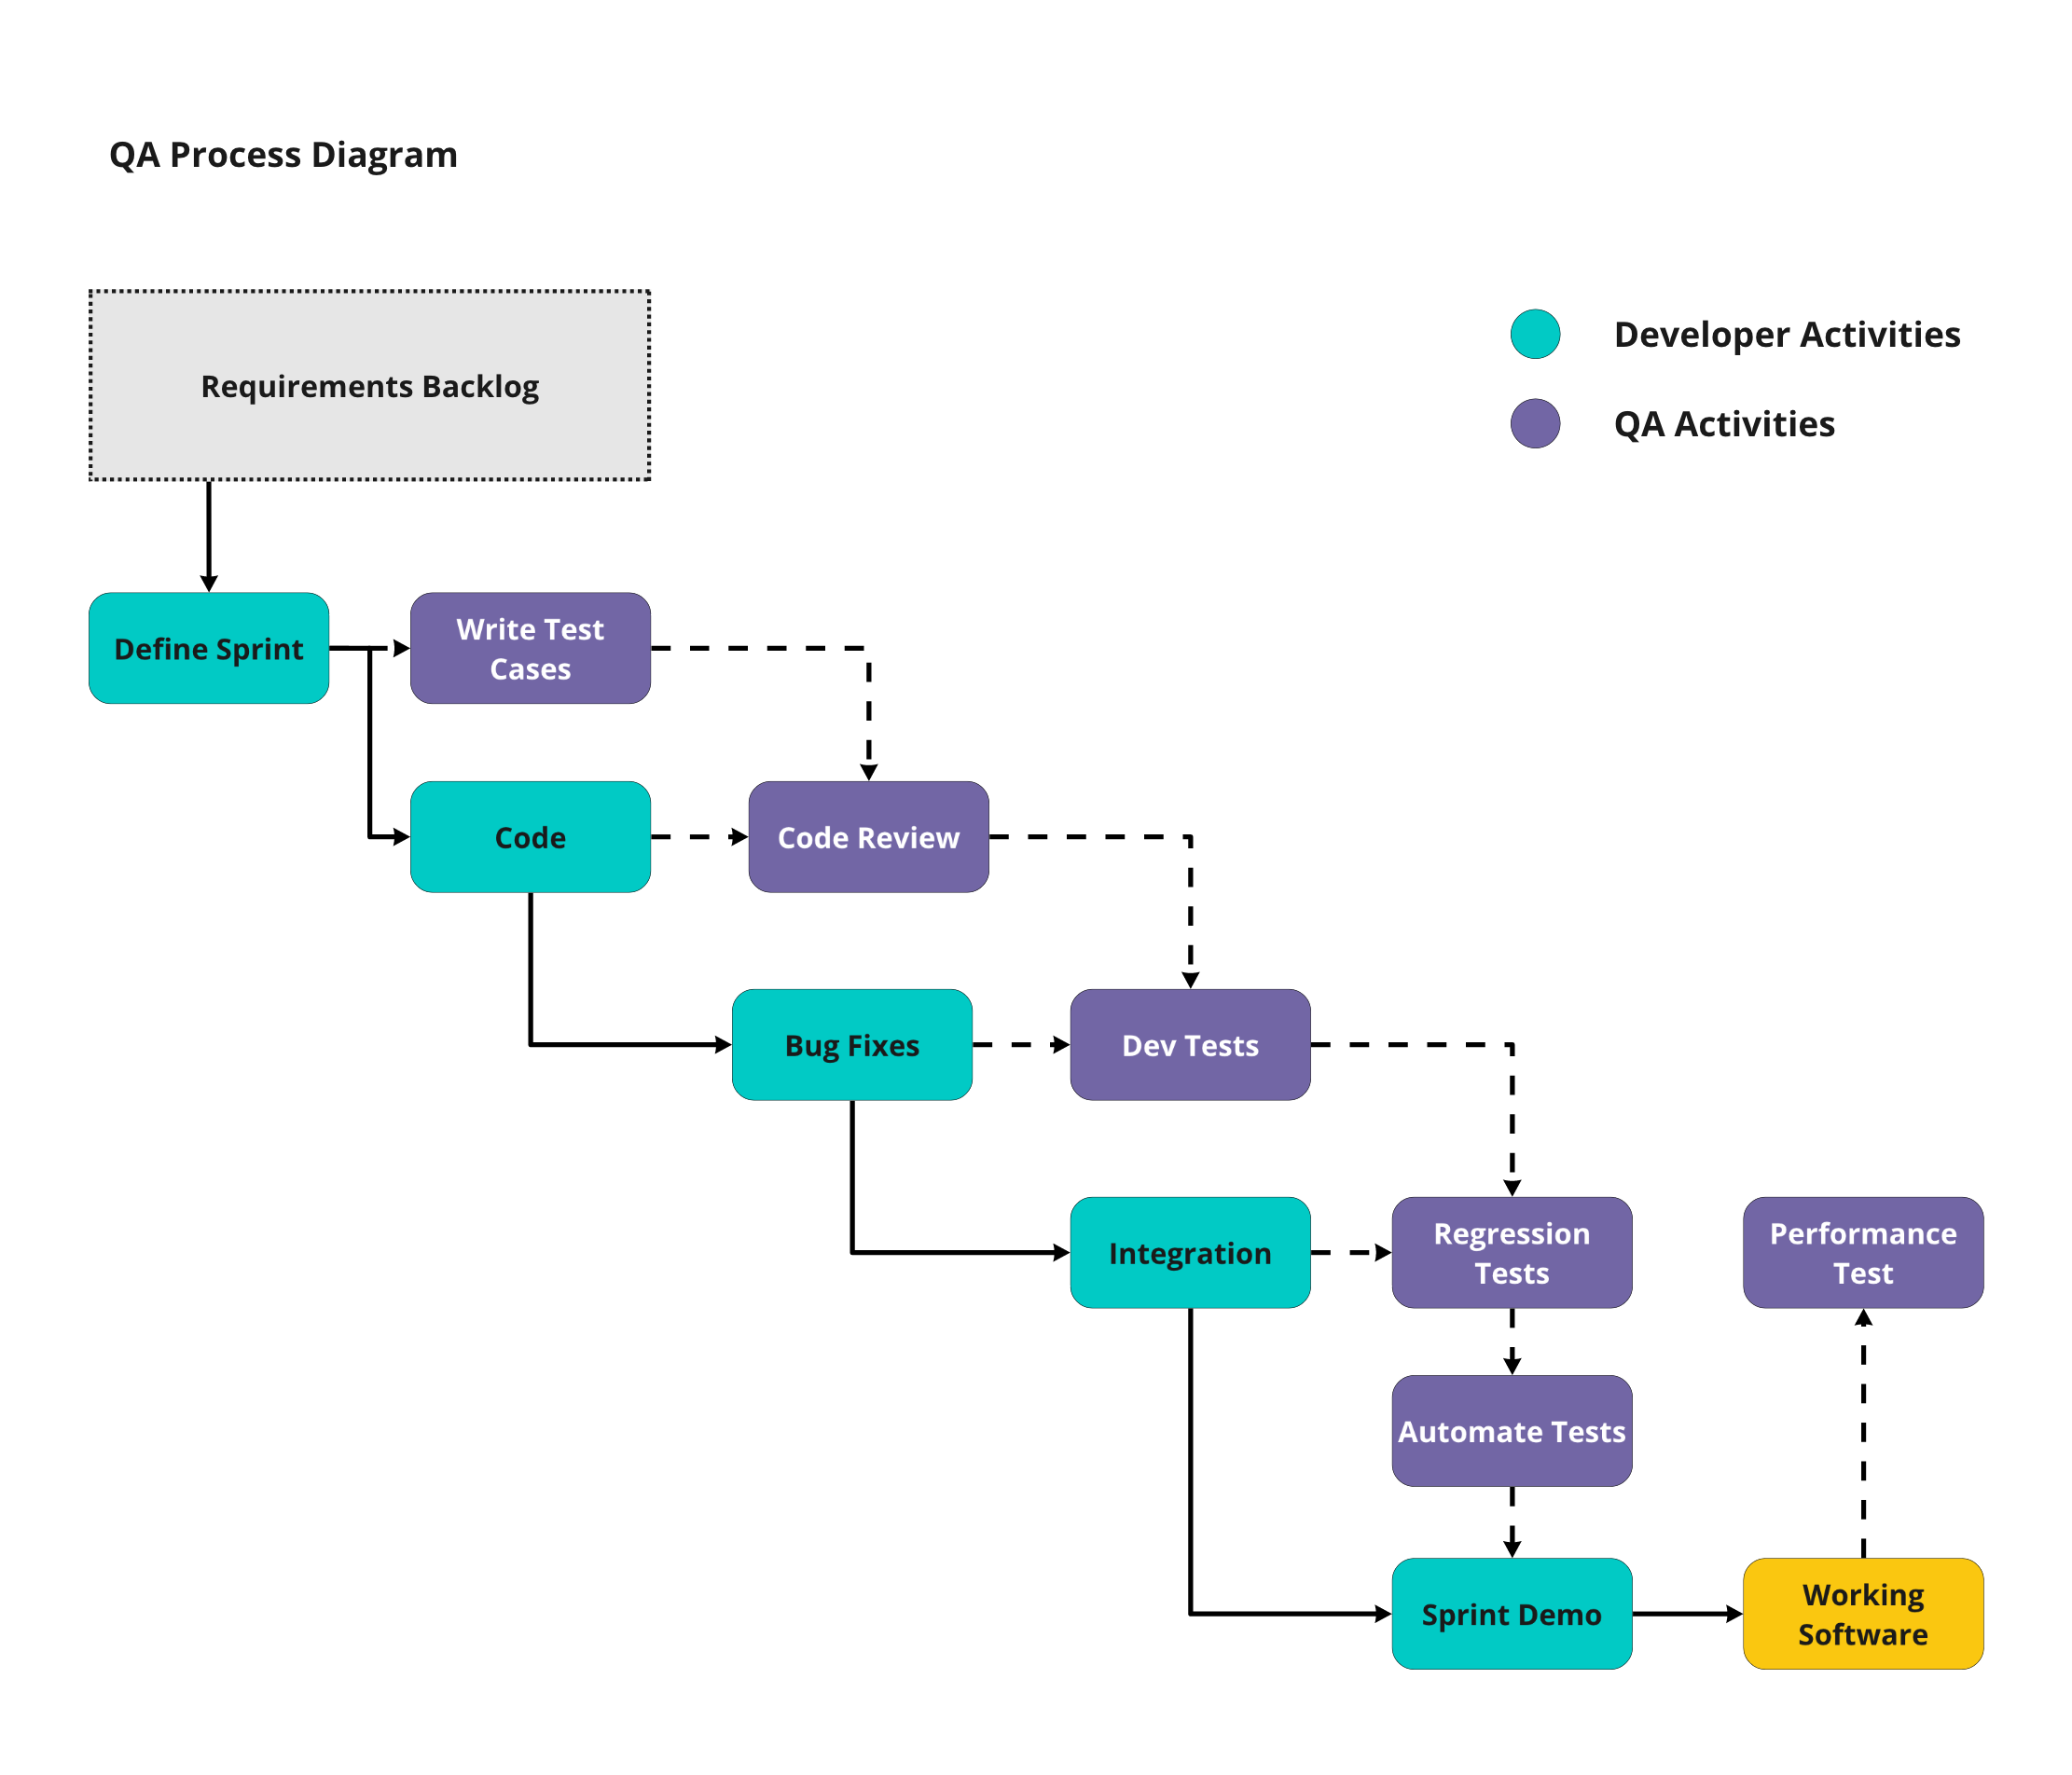 QA Process Diagram
Requirements Backlog
Developer Activities
QA Activities
Define Sprint
Write Test
Cases
Code
Code Review
Bug Fixes
Dev Tests
Integration
Regression
Tests
Performance
Test
Automate Tests
Sprint Demo
Working
Software